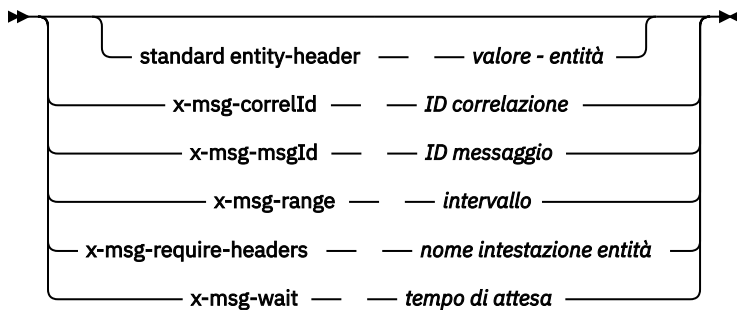 standard entity-header — valore - entità
x-msg-correlId — ID correlazione
x-msg-msgId — ID messaggio
x-msg-range — intervallo
x-msg-require-headers — nome intestazione entità
x-msg-wait — tempo di attesa